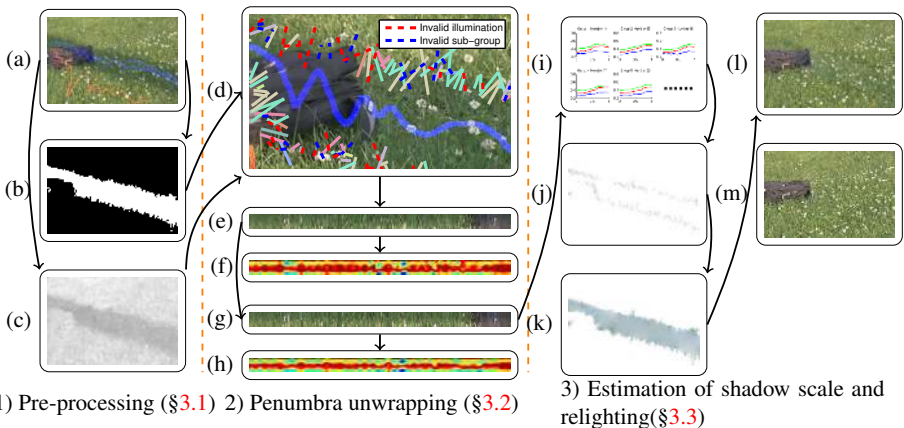 (a)
(b)
(c)
(d)
Invalid illumination
Invalid sub-group
(e)
(f)
(g)
(h)
(i)
(j)
(k)
(l)
(m)
1) Pre-processing (§3.1)
2) Penumbra unwrapping (§3.2)
3) Estimation of shadow scale and
relighting(§3.3)